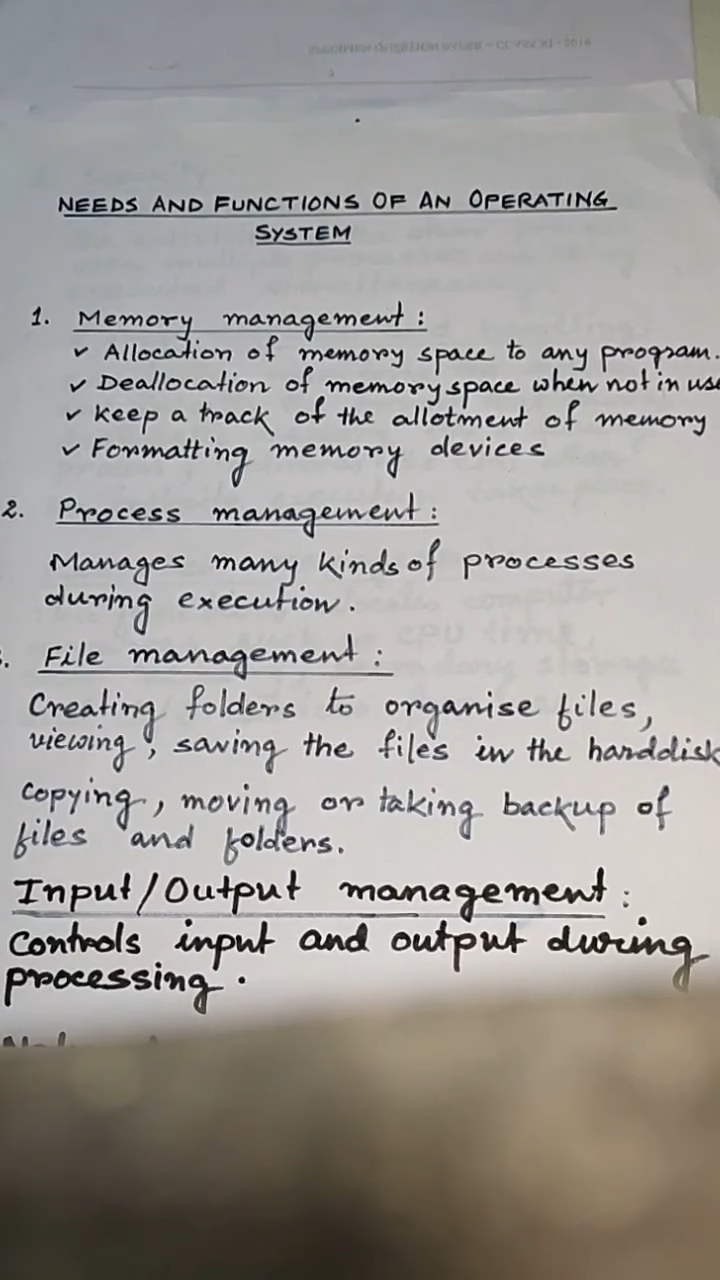 NEEDS AND FUNCTIONS OF AN OPERATING
SYSTEM
1. Memory management :
✓ Allocation of memory space to any program.
✓ Deallocation of memory space when not in use
✓ Keep a track of the allotment of memory
✓ Formatting memory devices
2. Process management :
Manages many kinds of processes
during execution.
. File management :
Creating folders to organise files,
viewing, saving the files in the harddisk
copying, moving or taking backup of
files and folders.
Input/Output management :
Controls input and output during
processing.